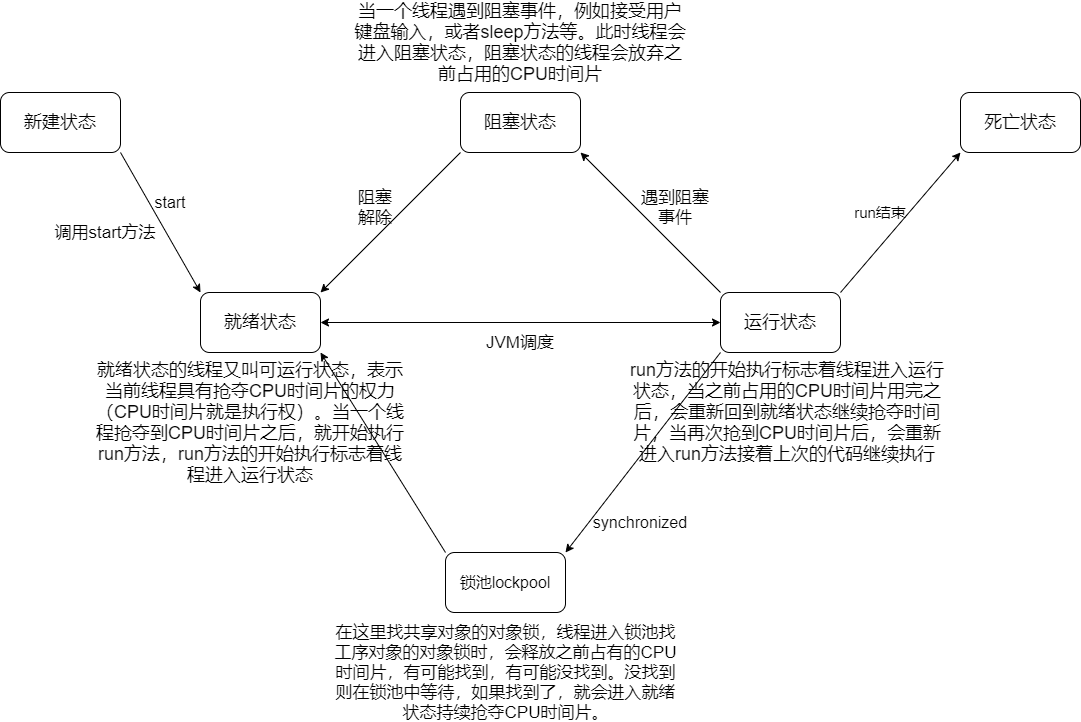 当一个线程遇到阻塞事件，例如接受用户
键盘输入，或者sleep方法等。此时线程会
进入阻塞状态，阻塞状态的线程会放弃之
前占用的CPU时间片
新建状态
阻塞状态
死亡状态
start
调用start方法
阻塞
解除
遇到阻塞
事件
run结束
就绪状态
JVM调度
运行状态
就绪状态的线程又叫可运行状态，表示
当前线程具有抢夺CPU时间片的权力
（CPU时间片就是执行权）。当一个线
程抢夺到CPU时间片之后，就开始执行
run方法，run方法的开始执行标志着线
程进入运行状态
run方法的开始执行标志着线程进入运行
状态，当之前占用的CPU时间片用完之
后，会重新回到就绪状态继续抢夺时间
片，当再次抢到CPU时间片后，会重新
进入run方法接着上次的代码继续执行
synchronized
锁池lockpool
在这里找共享对象的对象锁，线程进入锁池找
工序对象的对象锁时，会释放之前占有的CPU
时间片，有可能找到，有可能没找到。没找到
则在锁池中等待，如果找到了，就会进入就绪
状态持续抢夺CPU时间片。